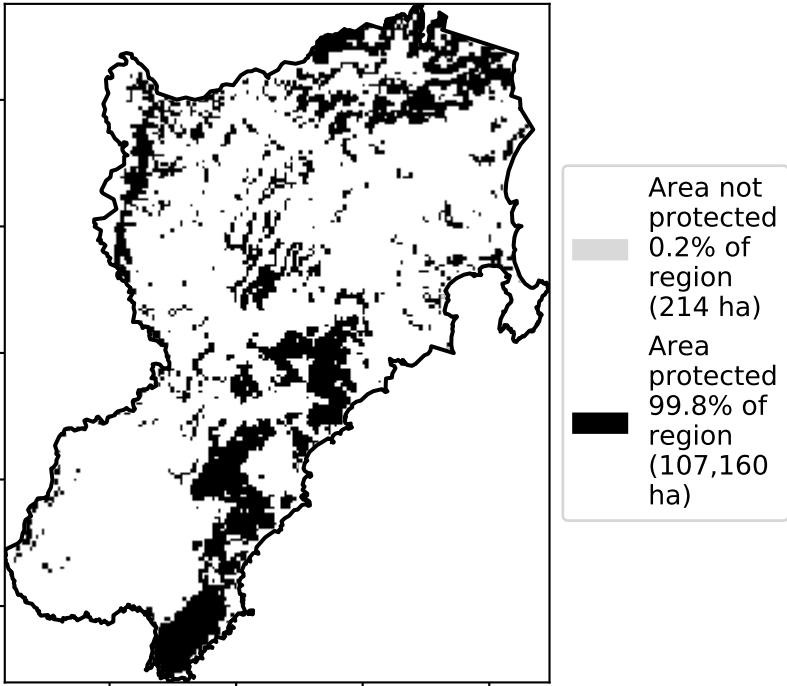 Area not
protected
0.2% of
region
(214 ha)
Area
protected
99.8% of
region
(107,160
ha)